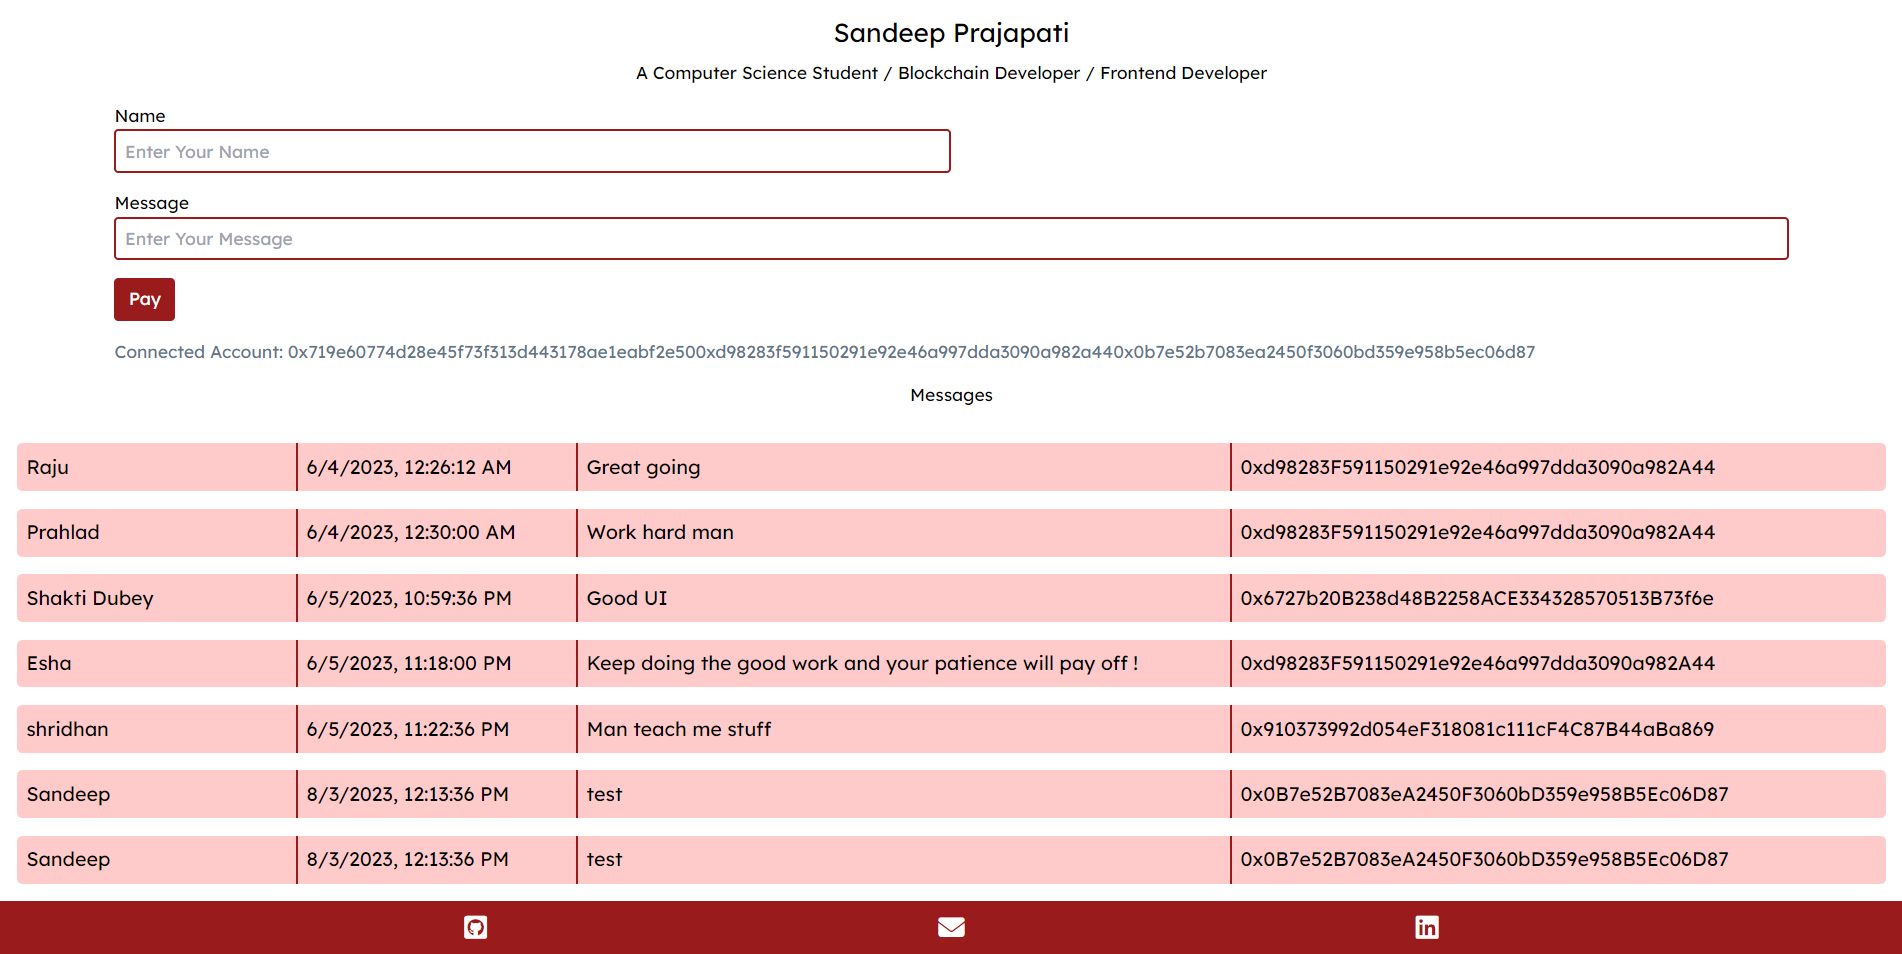 Sandeep Prajapati
A Computer Science Student / Blockchain Developer / Frontend Developer
Name
Enter Your Name
Message
Enter Your Message
Pay
Connected Account: 0x719e60774d28e45f73f313d443178ae1eabf2e500xd98283f591150291e92e46a997dda3090a982a440x0b7e52b7083ea2450f3060bd359e958b5ec06d87
Messages
Raju 6/4/2023, 12:26:12 AM Great going 0xd98283F591150291e92e46a997dda3090a982A44
Prahlad 6/4/2023, 12:30:00 AM Work hard man 0xd98283F591150291e92e46a997dda3090a982A44
Shakti Dubey 6/5/2023, 10:59:36 PM Good UI 0x6727b20B238d48B2258ACE334328570513B73f6e
Esha 6/5/2023, 11:18:00 PM Keep doing the good work and your patience will pay off ! 0xd98283F591150291e92e46a997dda3090a982A44
shridhan 6/5/2023, 11:22:36 PM Man teach me stuff 0x910373992d054eF318081c111cF4C87B44aBa869
Sandeep 8/3/2023, 12:13:36 PM test 0x0B7e52B7083eA2450F3060bD359e958B5Ec06D87
Sandeep 8/3/2023, 12:13:36 PM test 0x0B7e52B7083eA2450F3060bD359e958B5Ec06D87